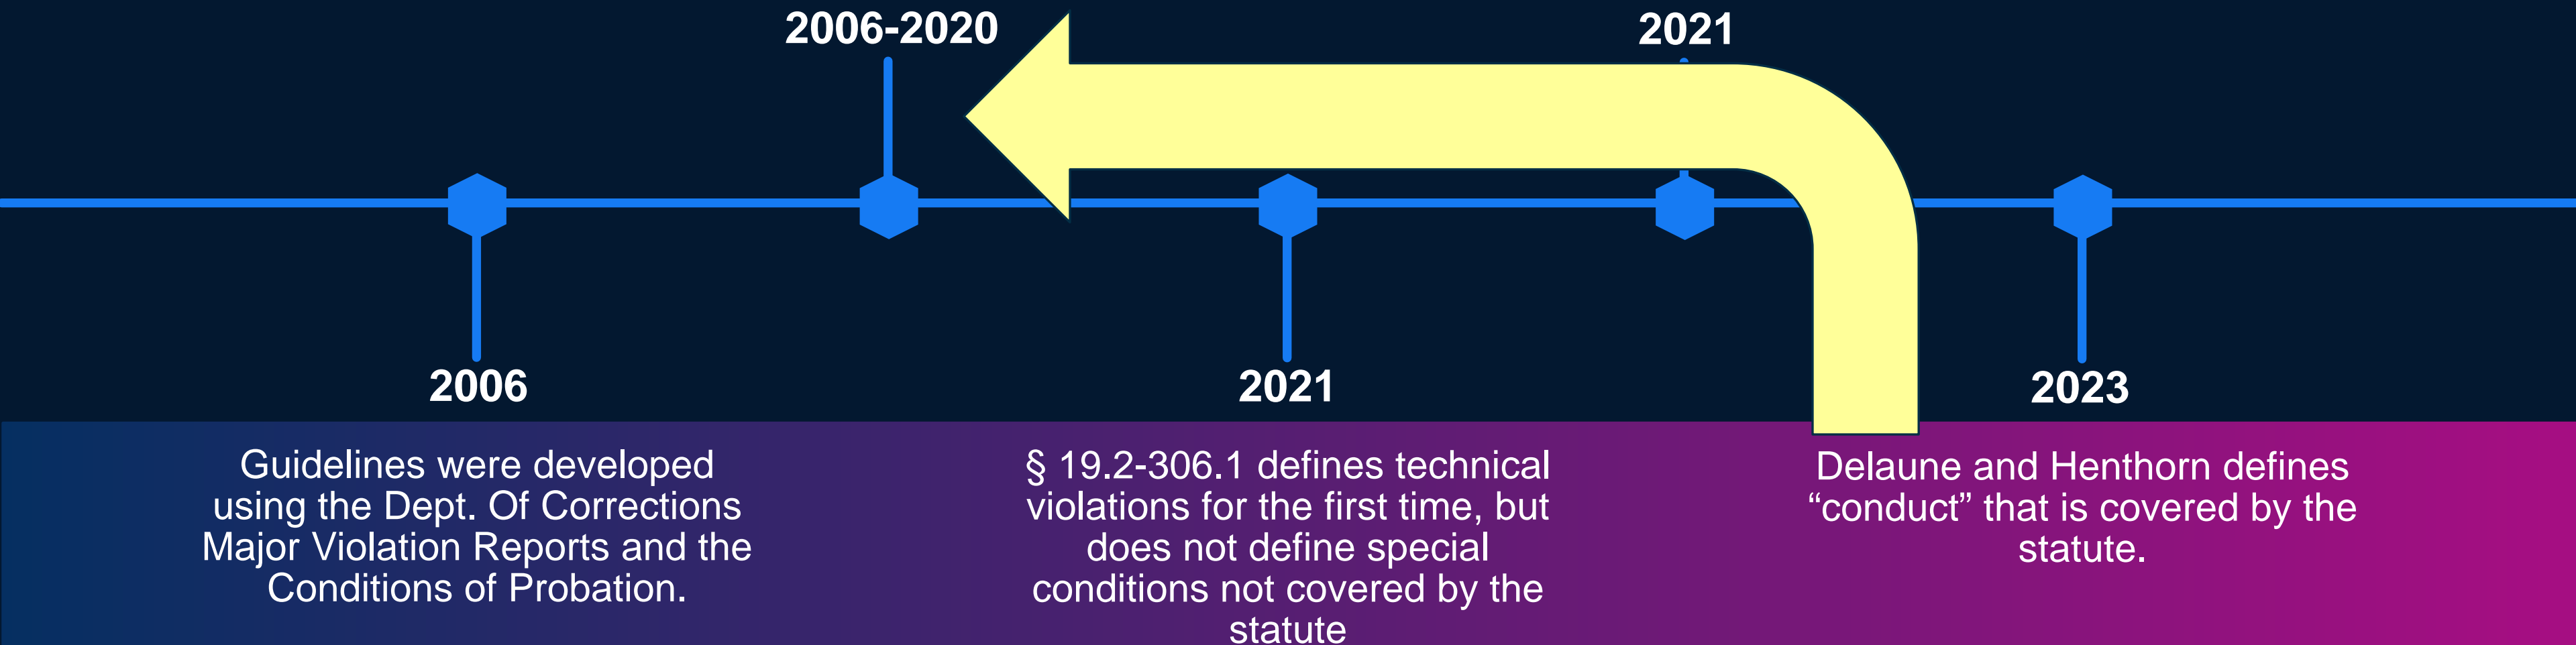 2006-2020
2021
2006
2021
2023
Guidelines were developed
using the Dept. Of Corrections
Major Violation Reports and the
Conditions of Probation.
§ 19.2-306.1 defines technical
violations for the first time, but
does not define special
conditions not covered by the
statute
Delaune and Henthorn defines
“conduct” that is covered by the
statute.